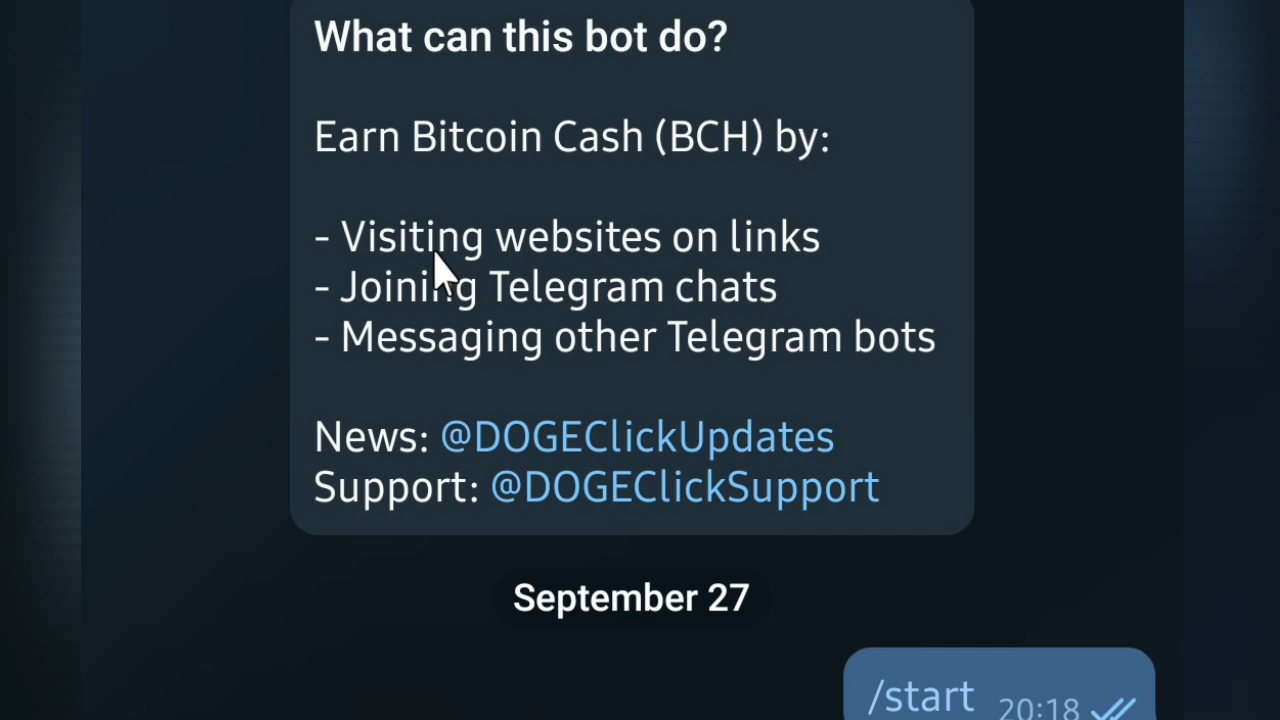 What can this bot do?
Earn Bitcoin Cash (BCH) by:
- Visiting websites on links
- Joining Telegram chats
- Messaging other Telegram bots
News: @DOGEClickUpdates
Support: @DOGEClickSupport
September 27
/start 20:18